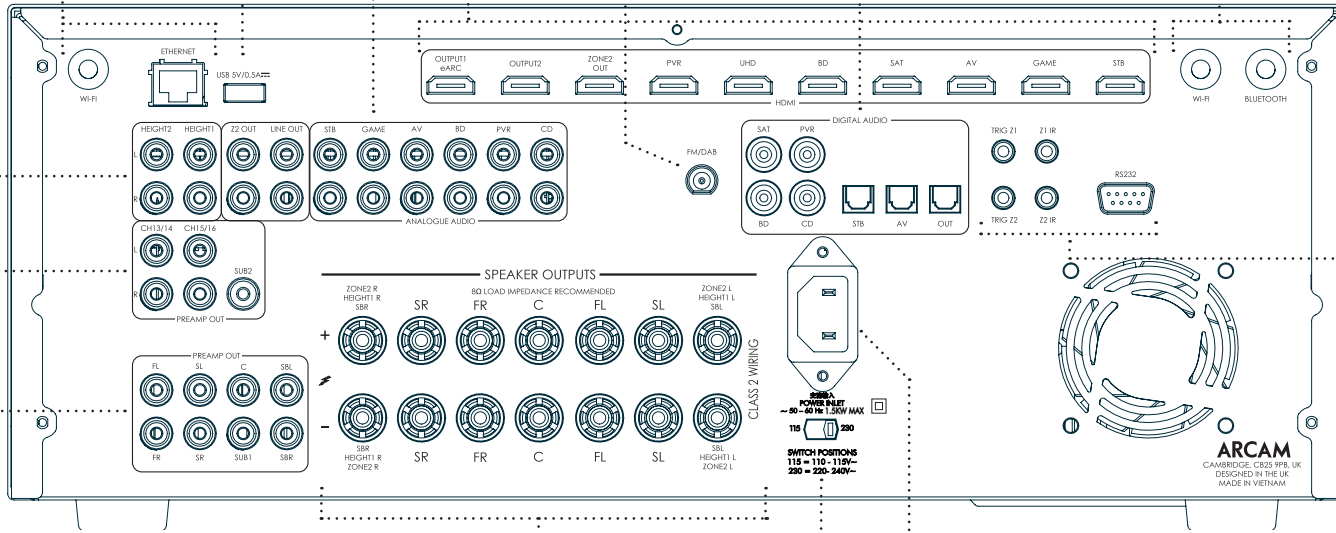 WI-FI
ETHERNET
USB 5V/0.5A
OUTPUT1
eARC
OUTPUT2
ZONE2
OUT
PVR
UHD
BD
SAT
AV
GAME
STB
HDMI
WI-FI
BLUETOOTH
HEIGHT2
HEIGHT1
Z2 OUT
LINE OUT
STB
GAME
AV
BD
PVR
CD
L
R
ANALOGUE AUDIO
CH13/14
CH15/16
SUB2
L
R
PREAMP OUT
PREAMP OUT
FL
SL
C
SBL
FR
SR
SUB1
SBR
FM/DAB
DIGITAL AUDIO
SAT
PVR
BD
CD
STB
AV
OUT
TRIG Z1
Z1 IR
TRIG Z2
Z2 IR
RS232
SPEAKER OUTPUTS
8Ω LOAD IMPEDANCE RECOMMENDED
ZONE2 R
HEIGHT1 R
SBR
SR
FR
C
FL
SL
ZONE2 L
HEIGHT1 L
SBL
+
–
SBR
HEIGHT1 R
ZONE2 R
SR
FR
C
FL
SL
SBL
HEIGHT1 L
ZONE2 L
CLASS 2 WIRING
POWER INLET
~ 50 – 60 Hz 1.5KW MAX
115
230
SWITCH POSITIONS
115 = 110 - 115V~
230 = 220- 240V~
ARCAM
CAMBRIDGE, CB25 9PB, UK
DESIGNED IN THE UK
MADE IN VIETNAM